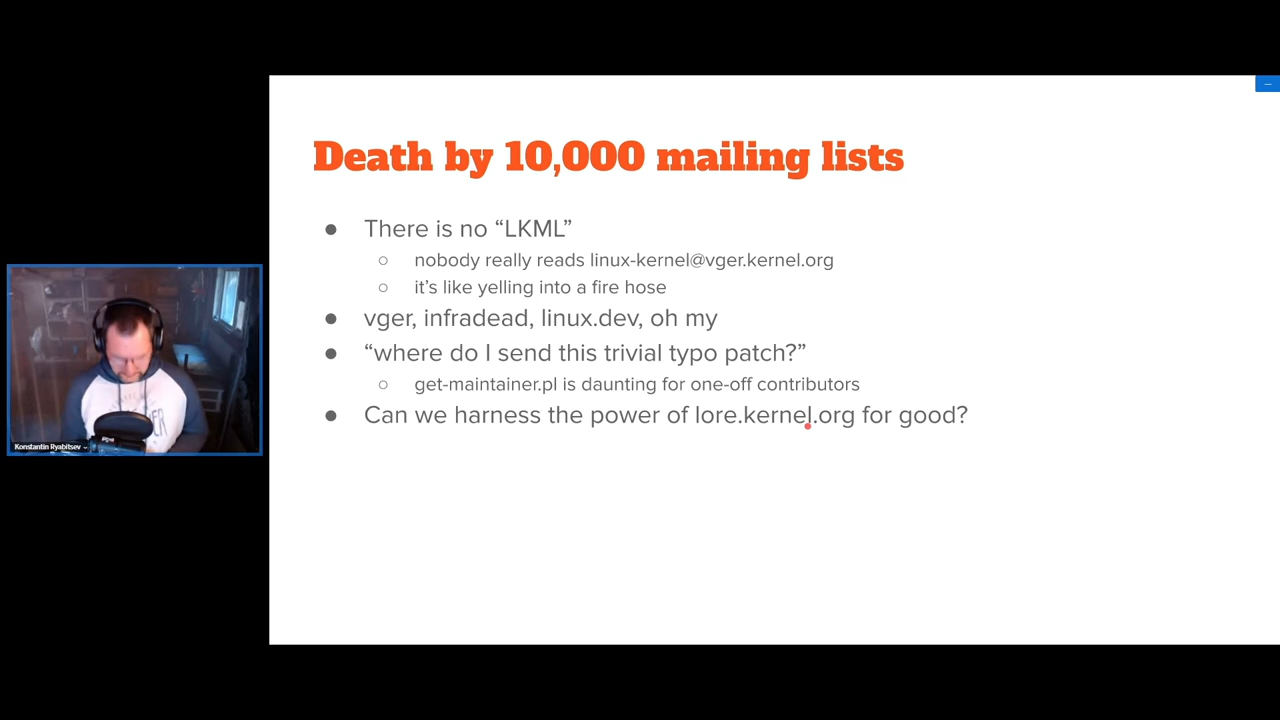 Death by 10,000 mailing lists
● There is no “LKML”
○ nobody really reads linux-kernel@vger.kernel.org
○ it’s like yelling into a fire hose
● vger, infradead, linux.dev, oh my
● “where do I send this trivial typo patch?”
○ get-maintainer.pl is daunting for one-off contributors
● Can we harness the power of lore.kernel.org for good?
Konstantin Ryabitsev